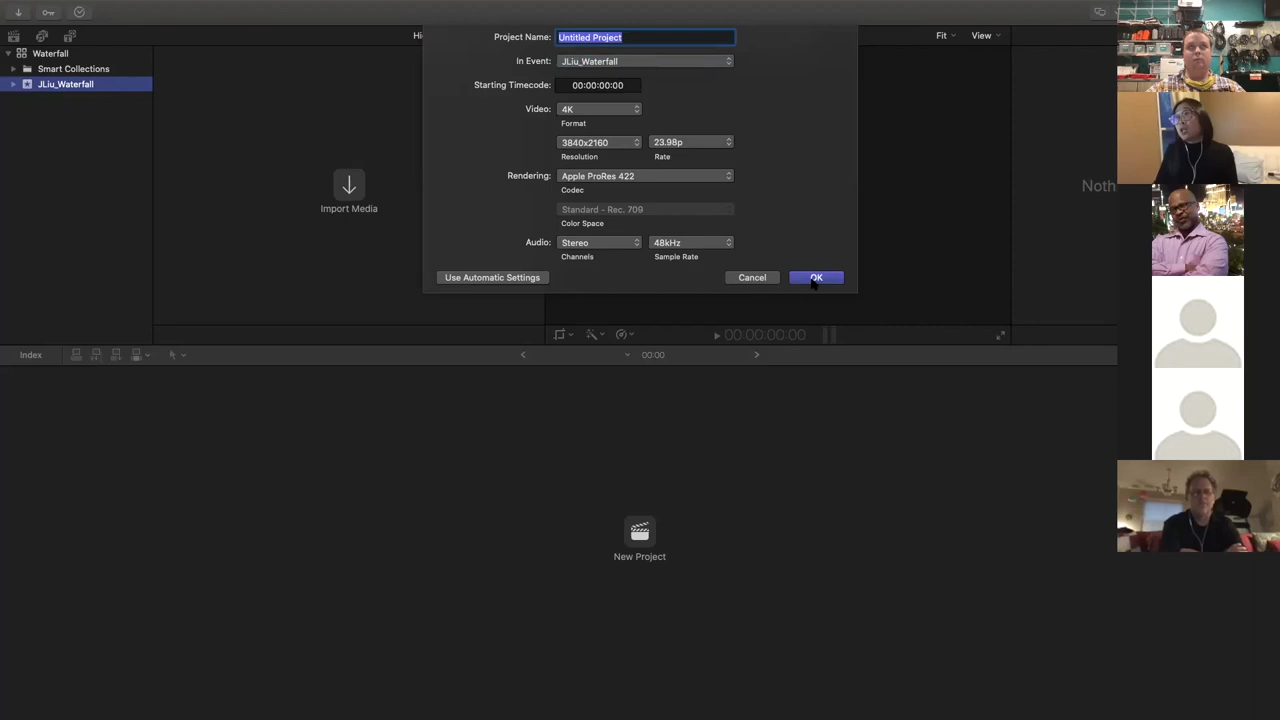 Project Name: Untitled Project
Hi
Fit
View
Waterfall
In Event: JLiu_Waterfall
Smart Collections
JLiu_Waterfall
Starting Timecode: 00:00:00:00
Video: 4K
Format
3840x2160 23.98p
Resolution Rate
Rendering: Apple ProRes 422
Codec
Noth
Import Media
Standard - Rec. 709
Color Space
Audio: Stereo 48kHz
Channels Sample Rate
Use Automatic Settings Cancel OK
00:00:00:00
Index
00:00
New Project